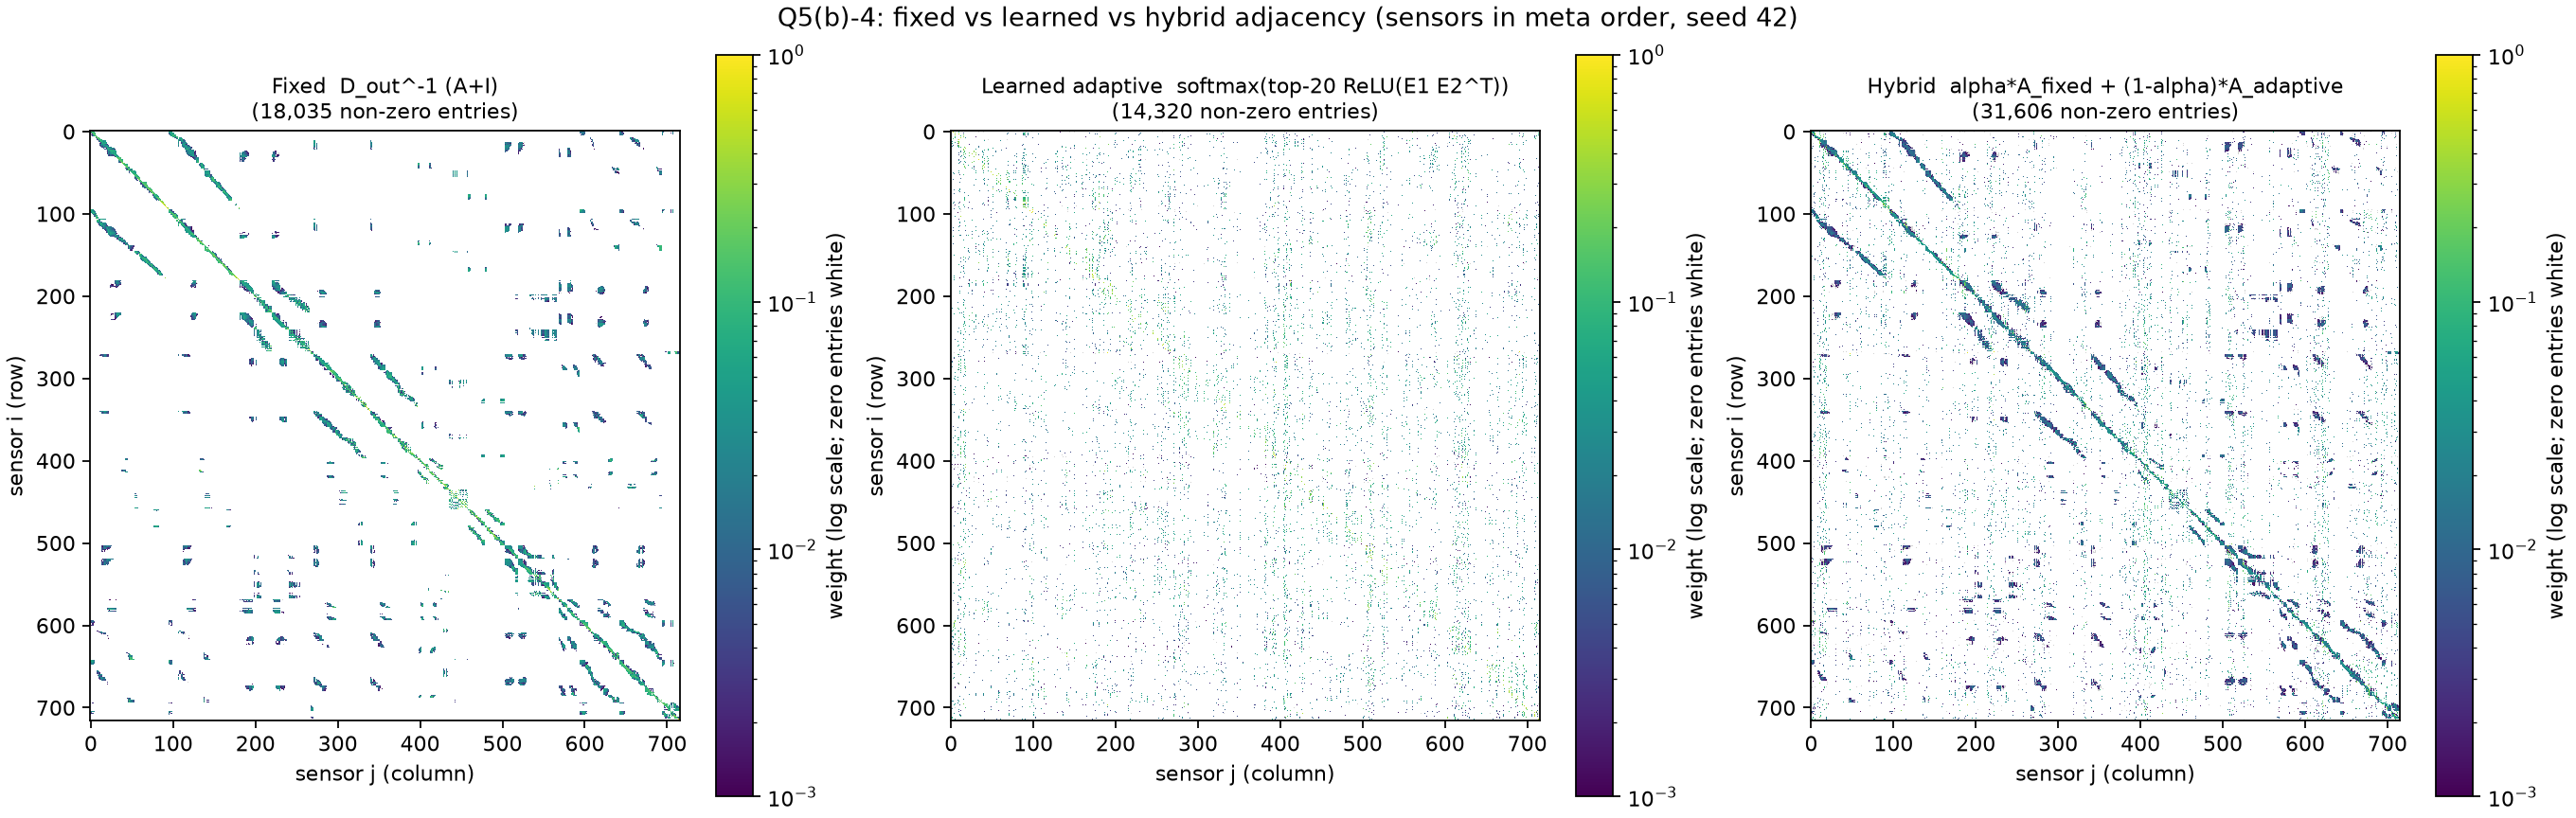 Q5(b)-4: fixed vs learned vs hybrid adjacency (sensors in meta order, seed 42)
Fixed  D_out^-1 (A+I)
(18,035 non-zero entries)
sensor i (row)
0
100
200
300
400
500
600
700
0 100 200 300 400 500 600 700
sensor j (column)
10⁰
10⁻¹
10⁻²
10⁻³
weight (log scale; zero entries white)
Learned adaptive  softmax(top-20 ReLU(E1 E2^T))
(14,320 non-zero entries)
sensor i (row)
0
100
200
300
400
500
600
700
0 100 200 300 400 500 600 700
sensor j (column)
10⁰
10⁻¹
10⁻²
10⁻³
weight (log scale; zero entries white)
Hybrid  alpha*A_fixed + (1-alpha)*A_adaptive
(31,606 non-zero entries)
sensor i (row)
0
100
200
300
400
500
600
700
0 100 200 300 400 500 600 700
sensor j (column)
10⁰
10⁻¹
10⁻²
10⁻³
weight (log scale; zero entries white)